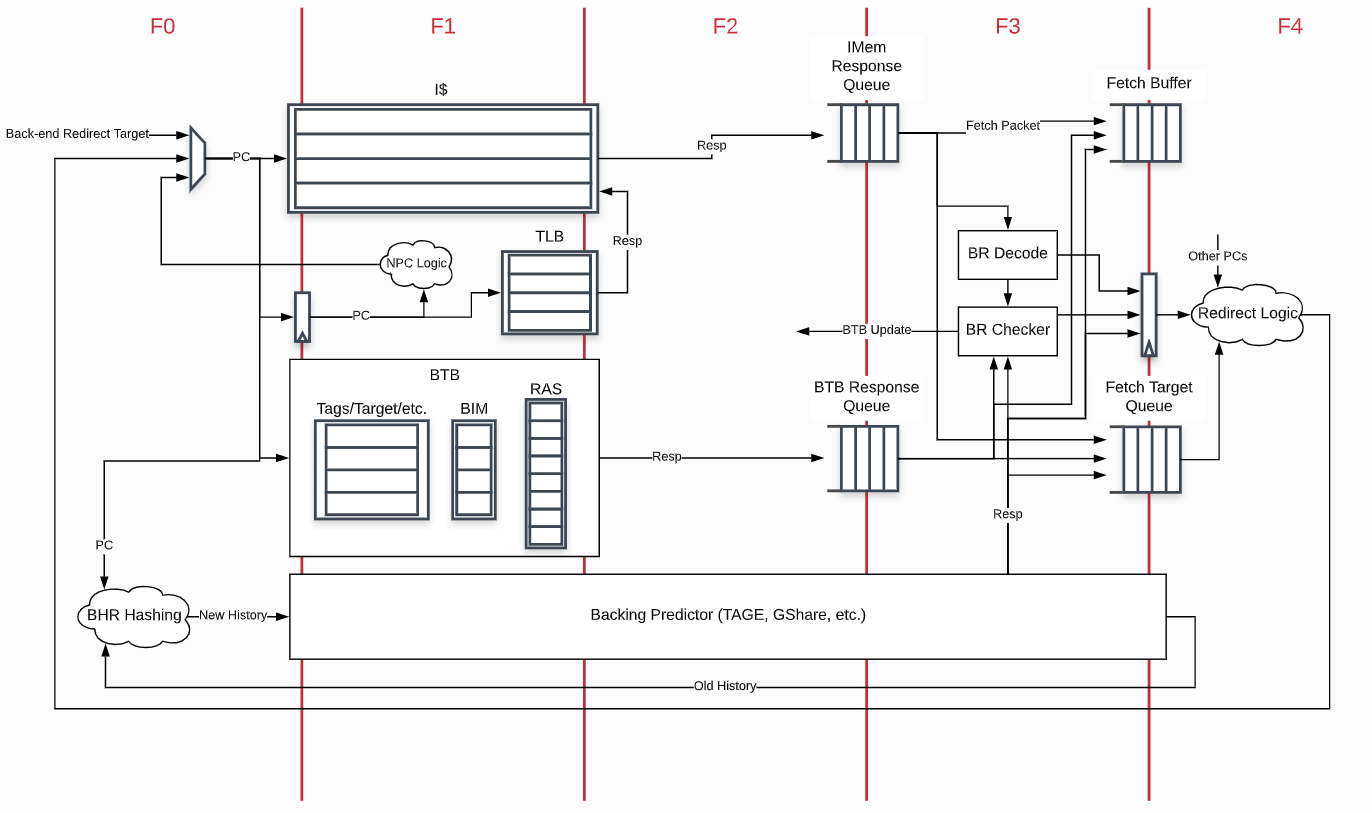 F0
F1
F2
F3
F4
IMem
Response
Queue
Fetch Buffer
I$
Back-end Redirect Target
PC
Resp
Fetch Packet
TLB
Resp
NPC Logic
BR Decode
Other PCs
PC
BTB Update
BR Checker
Redirect Logic
BTB
Tags/Target/etc.
BIM
RAS
BTB Response
Queue
Fetch Target
Queue
Resp
Resp
PC
BHR Hashing
New History
Backing Predictor (TAGE, GShare, etc.)
Old History